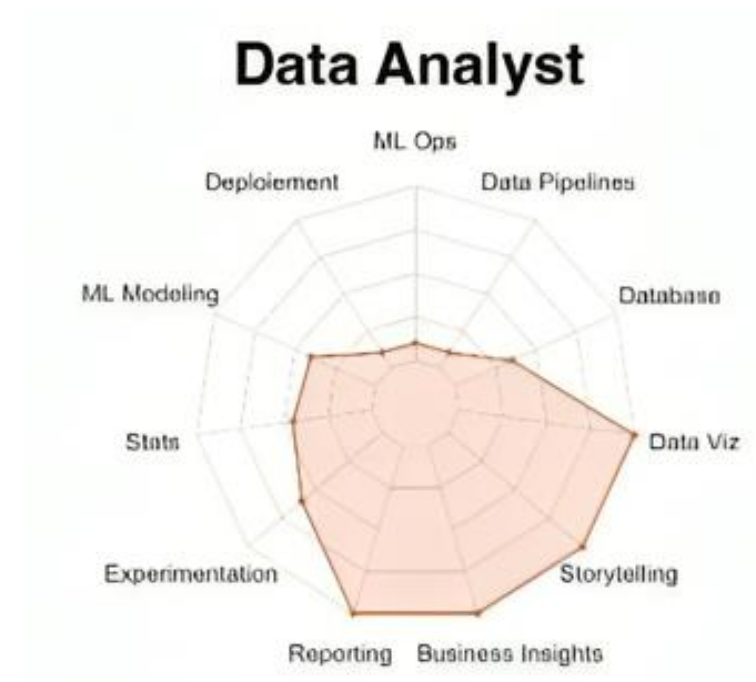 Data Analyst
ML Ops
Deploiement
Data Pipelines
ML Modeling
Database
Stats
Data Viz
Experimentation
Storytelling
Reporting
Business Insights